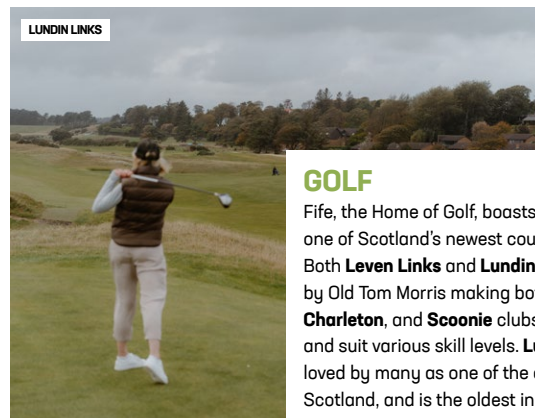 LUNDIN LINKS
GOLF
Fife, the Home of Golf, boasts
one of Scotland's newest cou
Both Leven Links and Lundin
by Old Tom Morris making bo
Charleton, and Scoonie clubs
and suit various skill levels. L
loved by many as one of the
Scotland, and is the oldest in